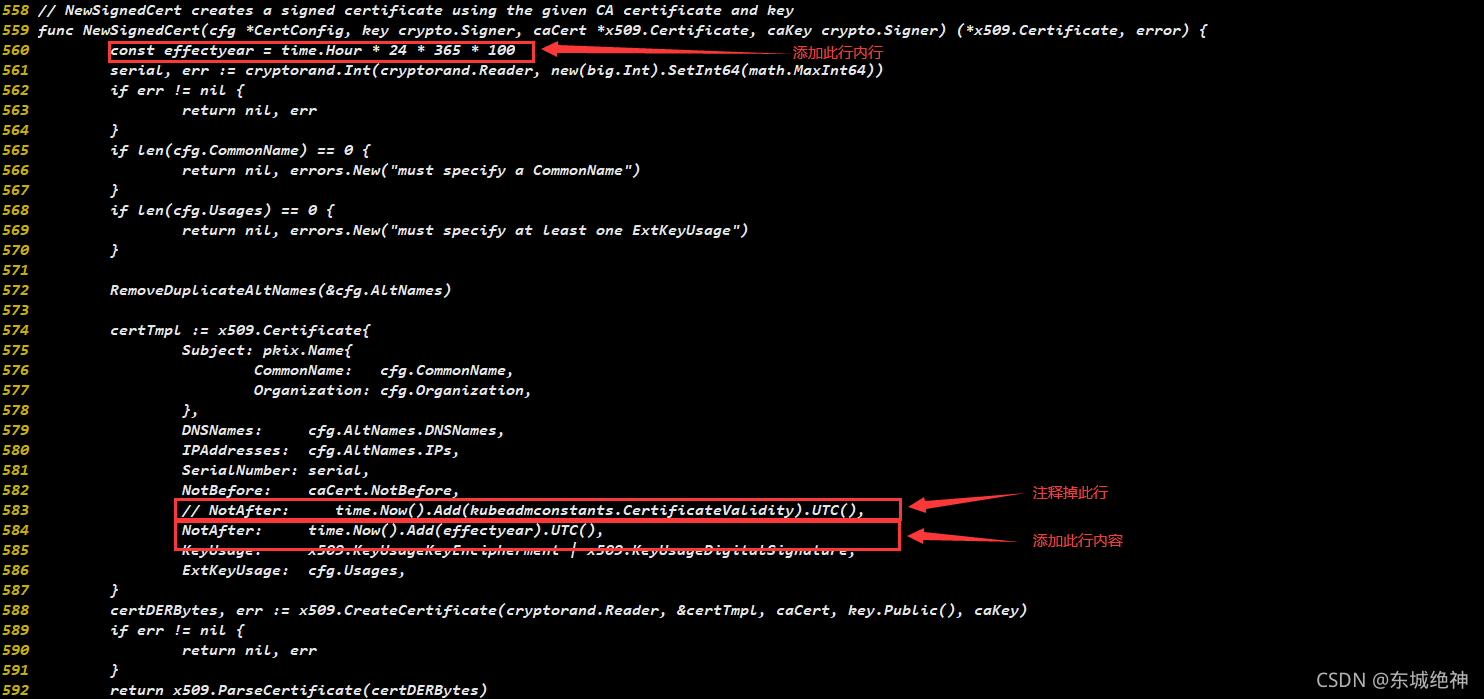 558 // NewSignedCert creates a signed certificate using the given CA certificate and key
559 func NewSignedCert(cfg *CertConfig, key crypto.Signer, caCert *x509.Certificate, caKey crypto.Signer) (*x509.Certificate, error) {
560 const effectyear = time.Hour * 24 * 365 * 100 添加此行内行
561 serial, err := cryptorand.Int(cryptorand.Reader, new(big.Int).SetInt64(math.MaxInt64))
562 if err != nil {
563 return nil, err
564 }
565 if len(cfg.CommonName) == 0 {
566 return nil, errors.New("must specify a CommonName")
567 }
568 if len(cfg.Usages) == 0 {
569 return nil, errors.New("must specify at least one ExtKeyUsage")
570 }
571
572 RemoveDuplicateAltNames(&cfg.AltNames)
573
574 certTmpl := x509.Certificate{
575 Subject: pkix.Name{
576 CommonName: cfg.CommonName,
577 Organization: cfg.Organization,
578 },
579 DNSNames: cfg.AltNames.DNSNames,
580 IPAddresses: cfg.AltNames.IPs,
581 SerialNumber: serial,
582 NotBefore: caCert.NotBefore,
583 // NotAfter: time.Now().Add(kubeadmconstants.CertificateValidity).UTC(), 注释掉此行
584 NotAfter: time.Now().Add(effectyear).UTC(), 添加此行内容
585 KeyUsage: x509.KeyUsageKeyEncipherment | x509.KeyUsageDigitalSignature,
586 ExtKeyUsage: cfg.Usages,
587 }
588 certDERBytes, err := x509.CreateCertificate(cryptorand.Reader, &certTmpl, caCert, key.Public(), caKey)
589 if err != nil {
590 return nil, err
591 }
592 return x509.ParseCertificate(certDERBytes)
CSDN @东城绝神